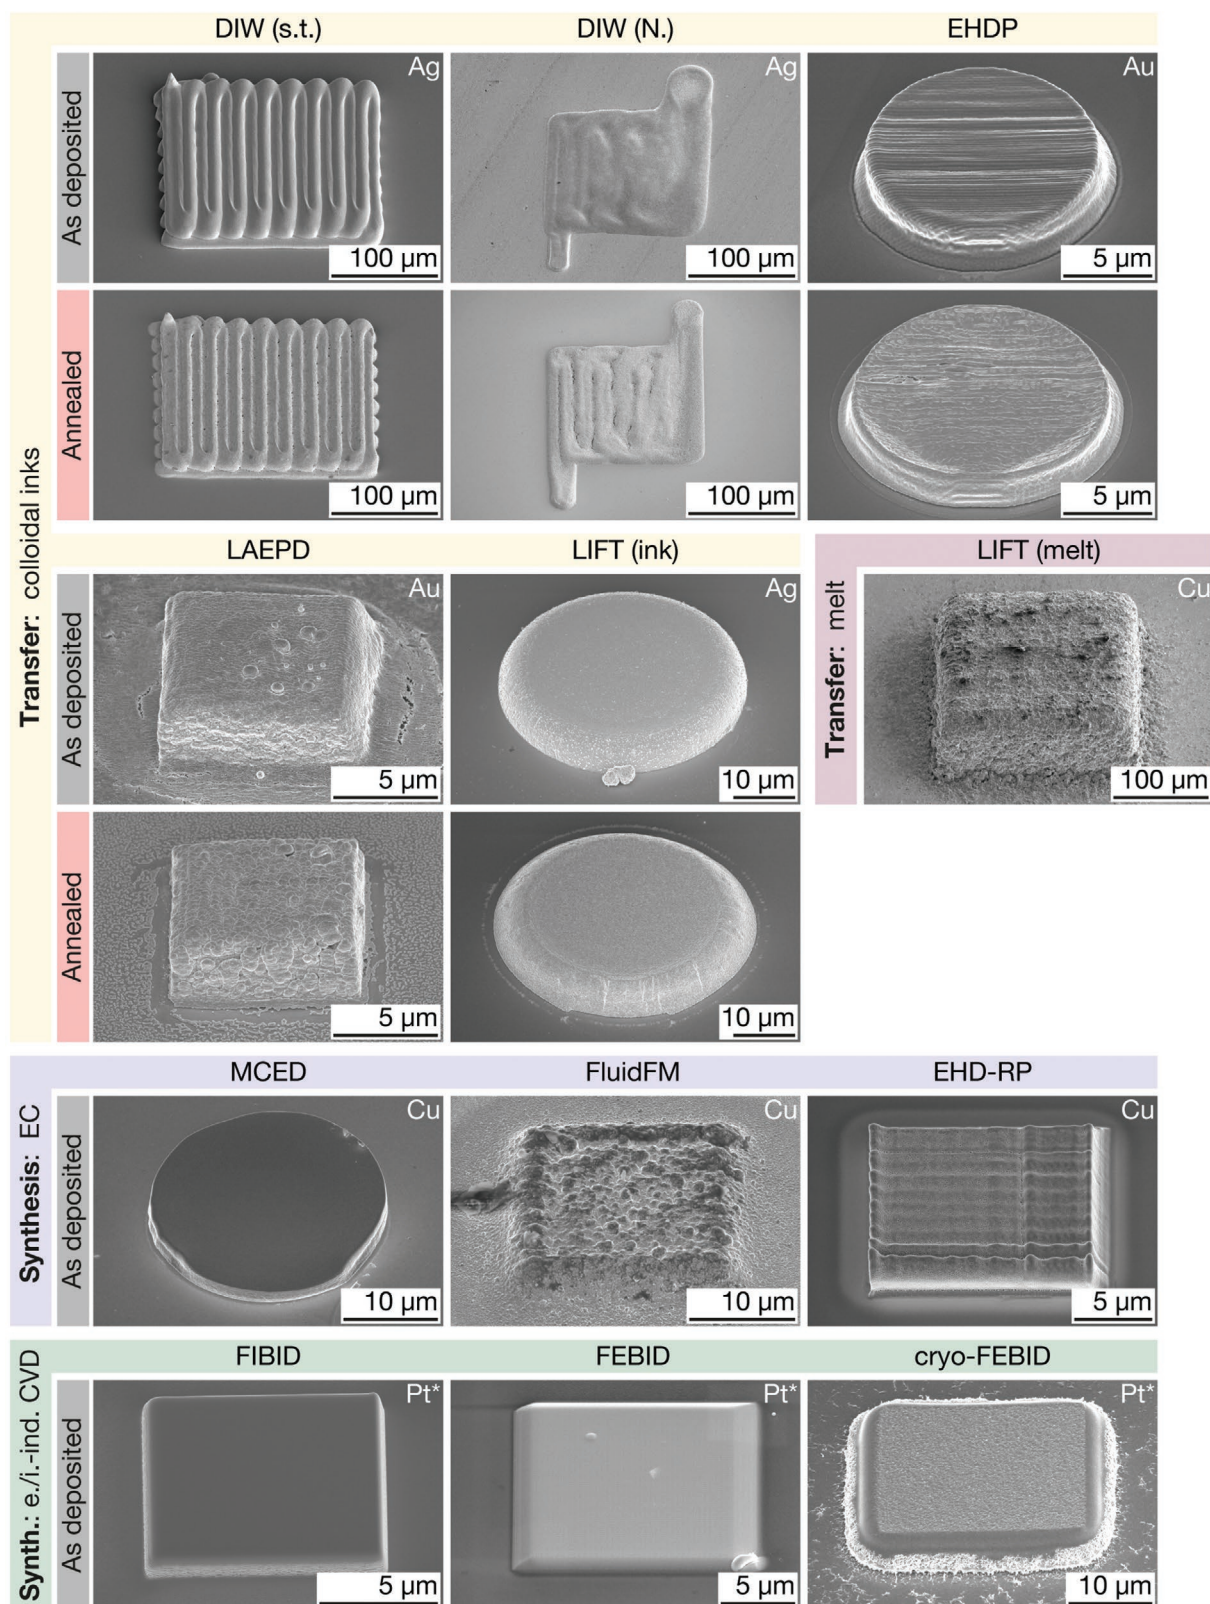 DIW (s.t.)
DIW (N.)
EHDP
Transfer: colloidal inks
As deposited
Ag
100 µm
Ag
100 µm
Au
5 µm
Annealed
100 µm
100 µm
5 µm
LAEPD
LIFT (ink)
As deposited
Au
5 µm
Ag
10 µm
Annealed
5 µm
10 µm
LIFT (melt)
Transfer: melt
Cu
100 µm
MCED
FluidFM
EHD-RP
Synthesis: EC
As deposited
Cu
10 µm
Cu
10 µm
Cu
5 µm
FIBID
FEBID
cryo-FEBID
Synth.: e./i.-ind. CVD
As deposited
Pt*
5 µm
Pt*
5 µm
Pt*
10 µm